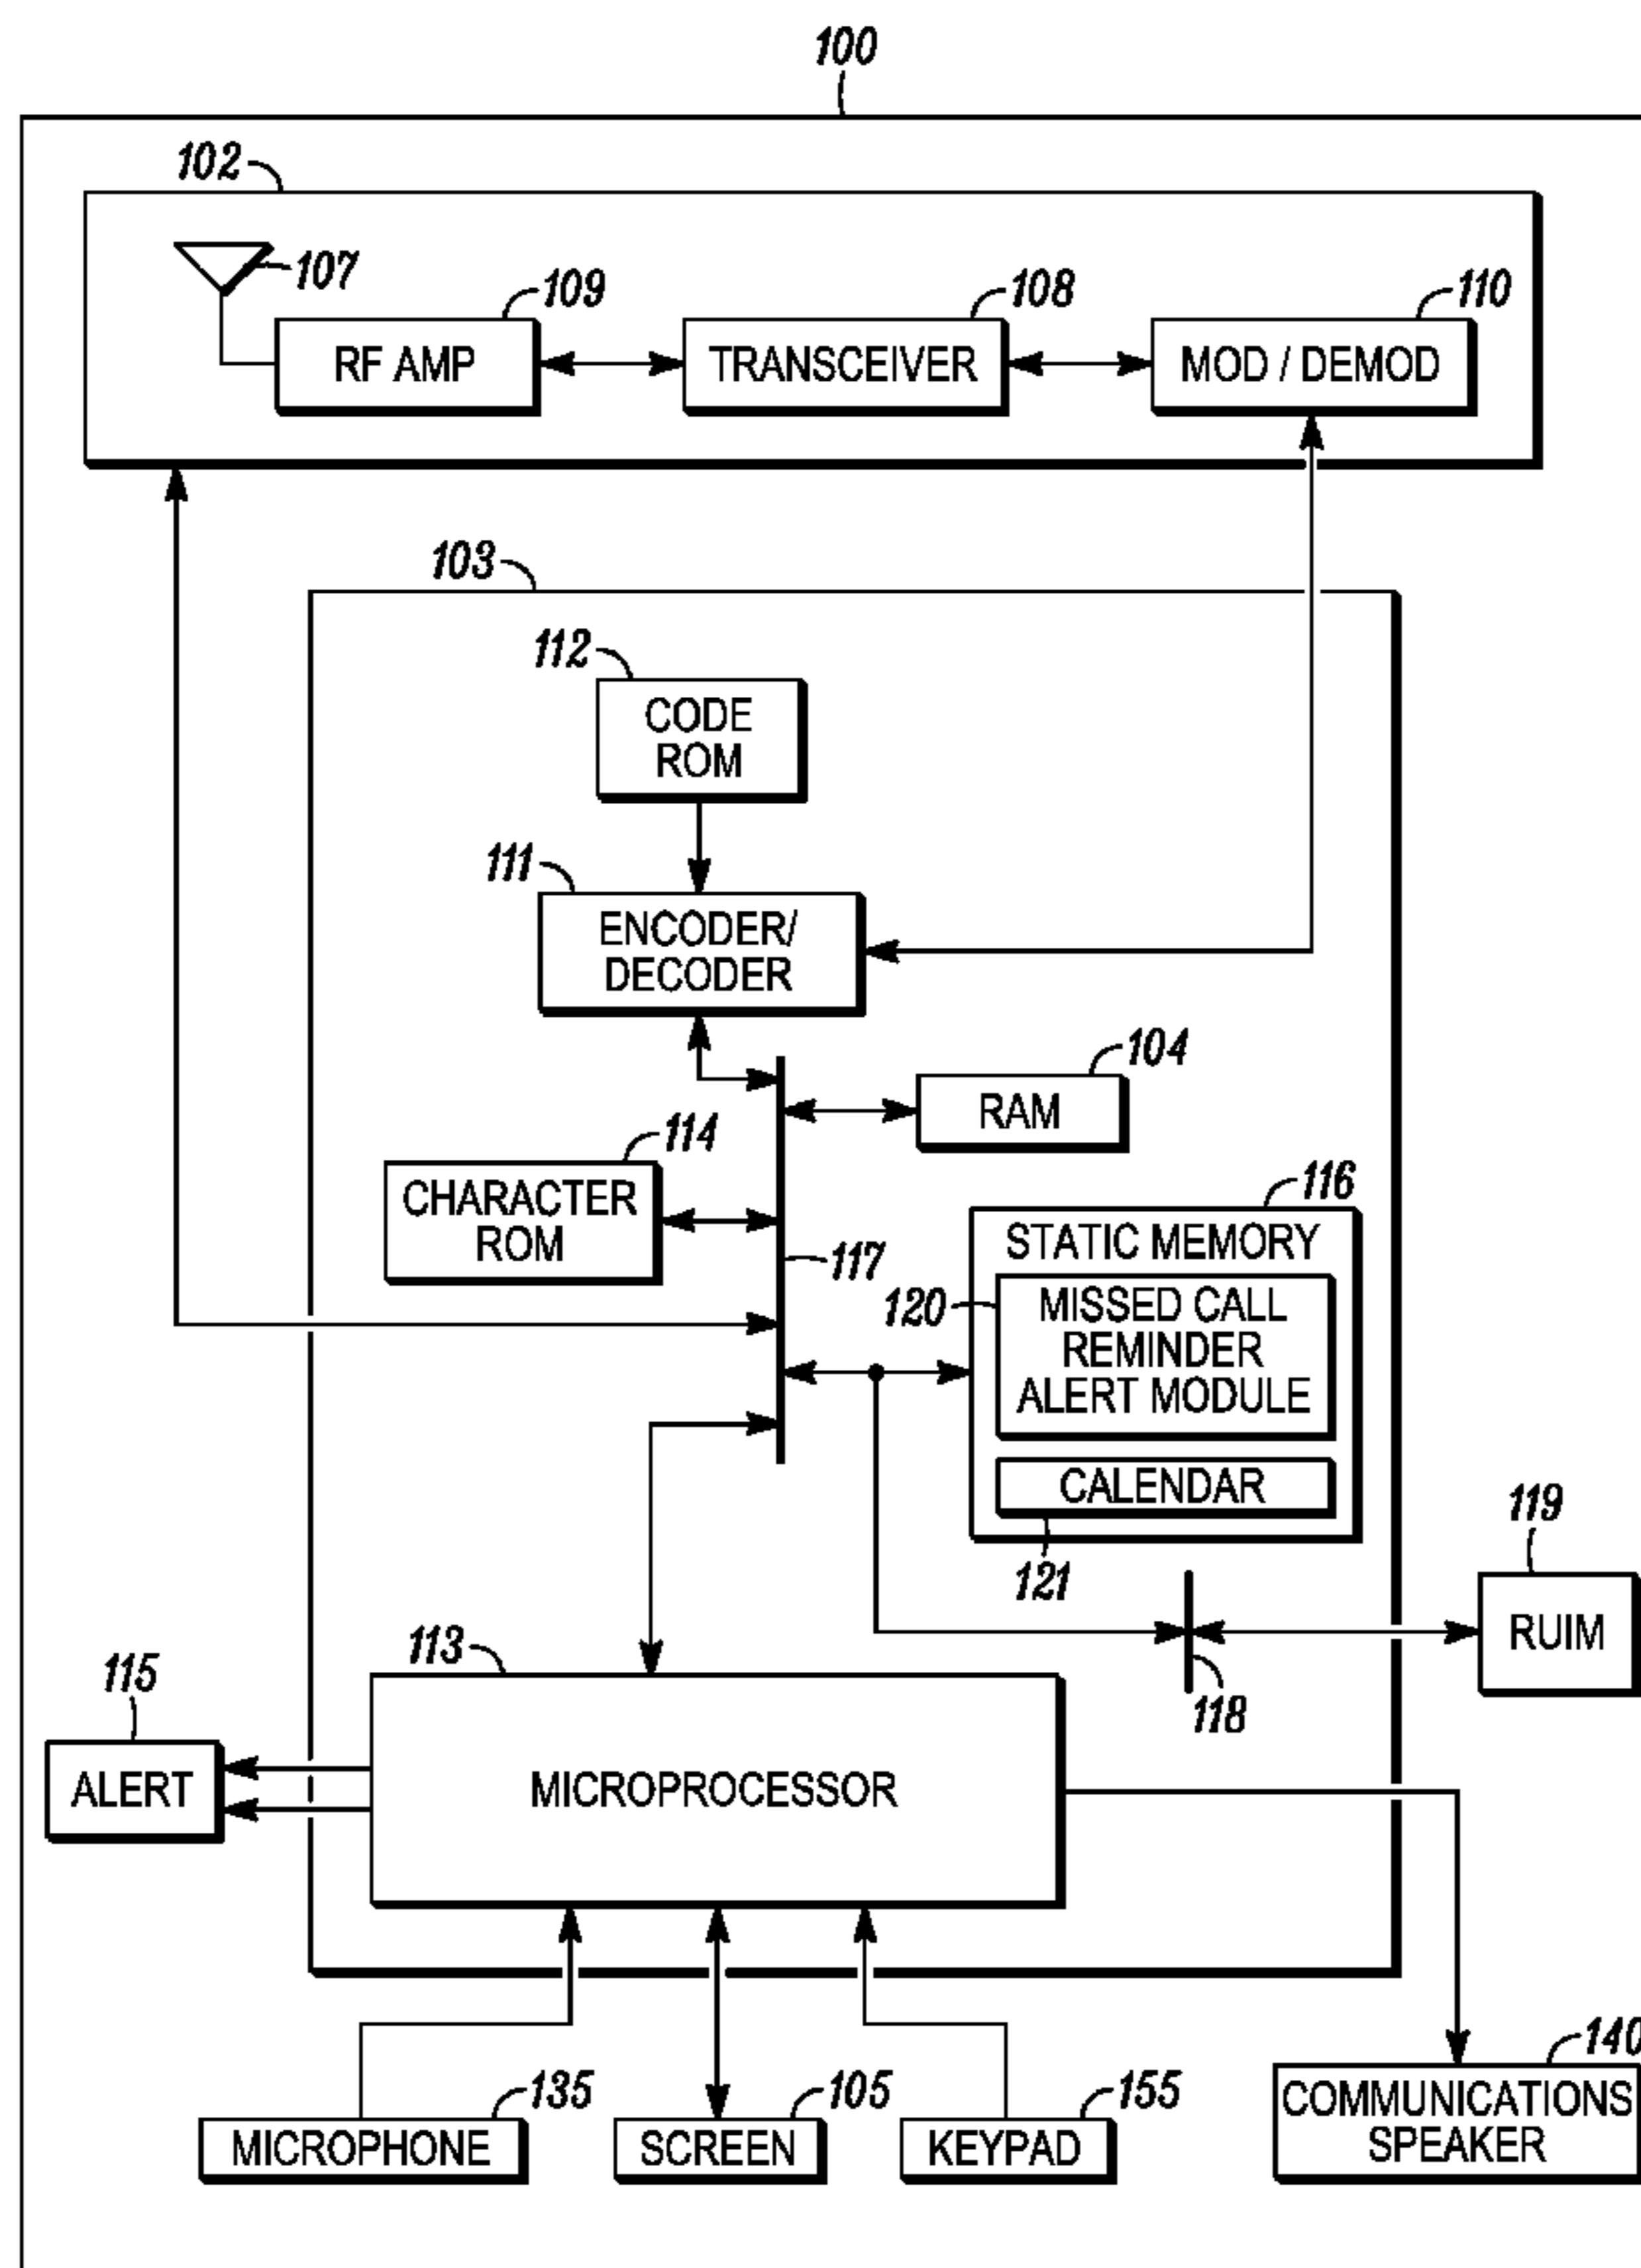 100
102
107
109
108
110
RF AMP
TRANSCEIVER
MOD / DEMOD
103
112
CODE
ROM
111
ENCODER/
DECODER
104
RAM
114
CHARACTER
ROM
117
116
STATIC MEMORY
120
MISSED CALL
REMINDER
ALERT MODULE
CALENDAR
121
119
RUIM
118
113
MICROPROCESSOR
115
ALERT
135
MICROPHONE
105
SCREEN
155
KEYPAD
140
COMMUNICATIONS
SPEAKER